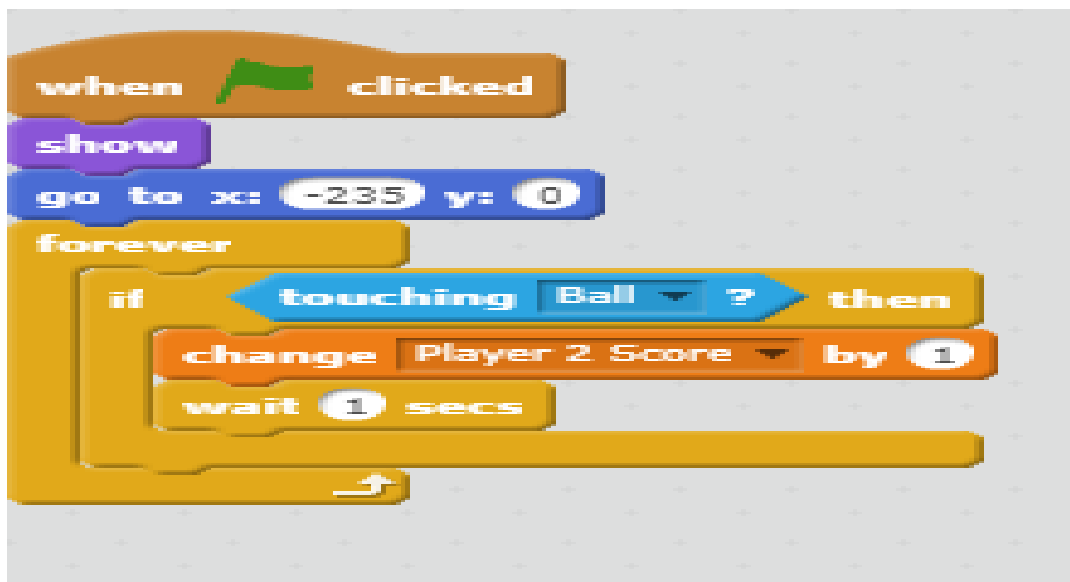 when clicked
show
go to x: -235 y: 0
forever
if touching Ball ? then
change Player 2 Score by 1
wait 1 secs